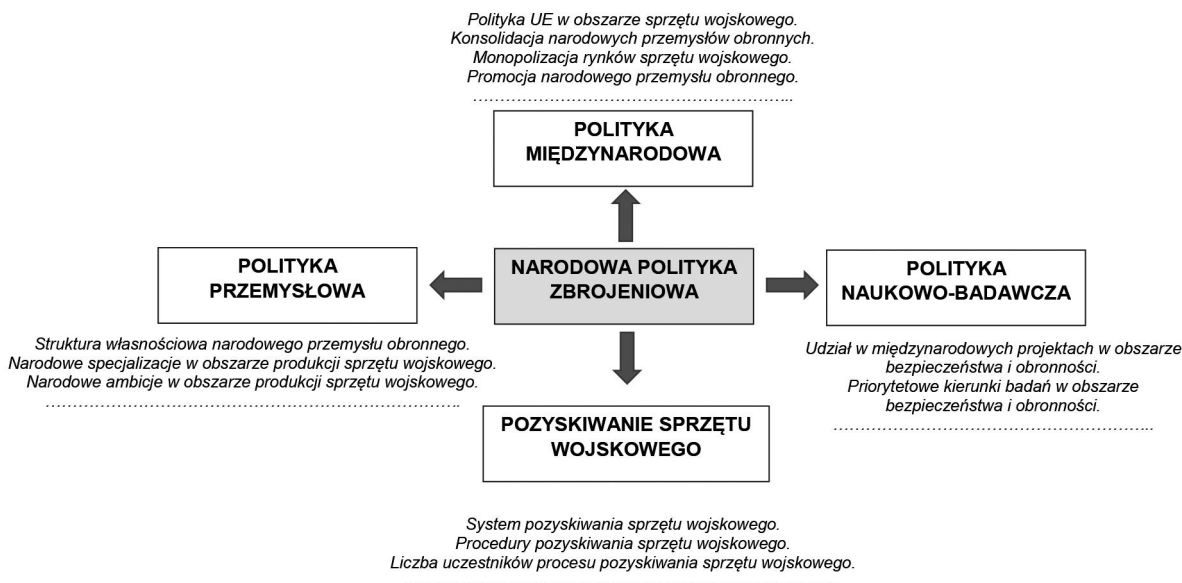 Polityka UE w obszarze sprzętu wojskowego.
Konsolidacja narodowych przemysłów obronnych.
Monopolizacja rynków sprzętu wojskowego.
Promocja narodowego przemysłu obronnego.
…………………………………………………..
POLITYKA
MIĘDZYNARODOWA
POLITYKA
PRZEMYSŁOWA
NARODOWA POLITYKA
ZBROJENIOWA
POLITYKA
NAUKOWO-BADAWCZA
Struktura własnościowa narodowego przemysłu obronnego.
Narodowe specjalizacje w obszarze produkcji sprzętu wojskowego.
Narodowe ambicje w obszarze produkcji sprzętu wojskowego.
………………………………………………………………….
Udział w międzynarodowych projektach w obszarze
bezpieczeństwa i obronności.
Priorytetowe kierunki badań w obszarze
bezpieczeństwa i obronności.
…………………………………………………..
POZYSKIWANIE SPRZĘTU
WOJSKOWEGO
System pozyskiwania sprzętu wojskowego.
Procedury pozyskiwania sprzętu wojskowego.
Liczba uczestników procesu pozyskiwania sprzętu wojskowego.